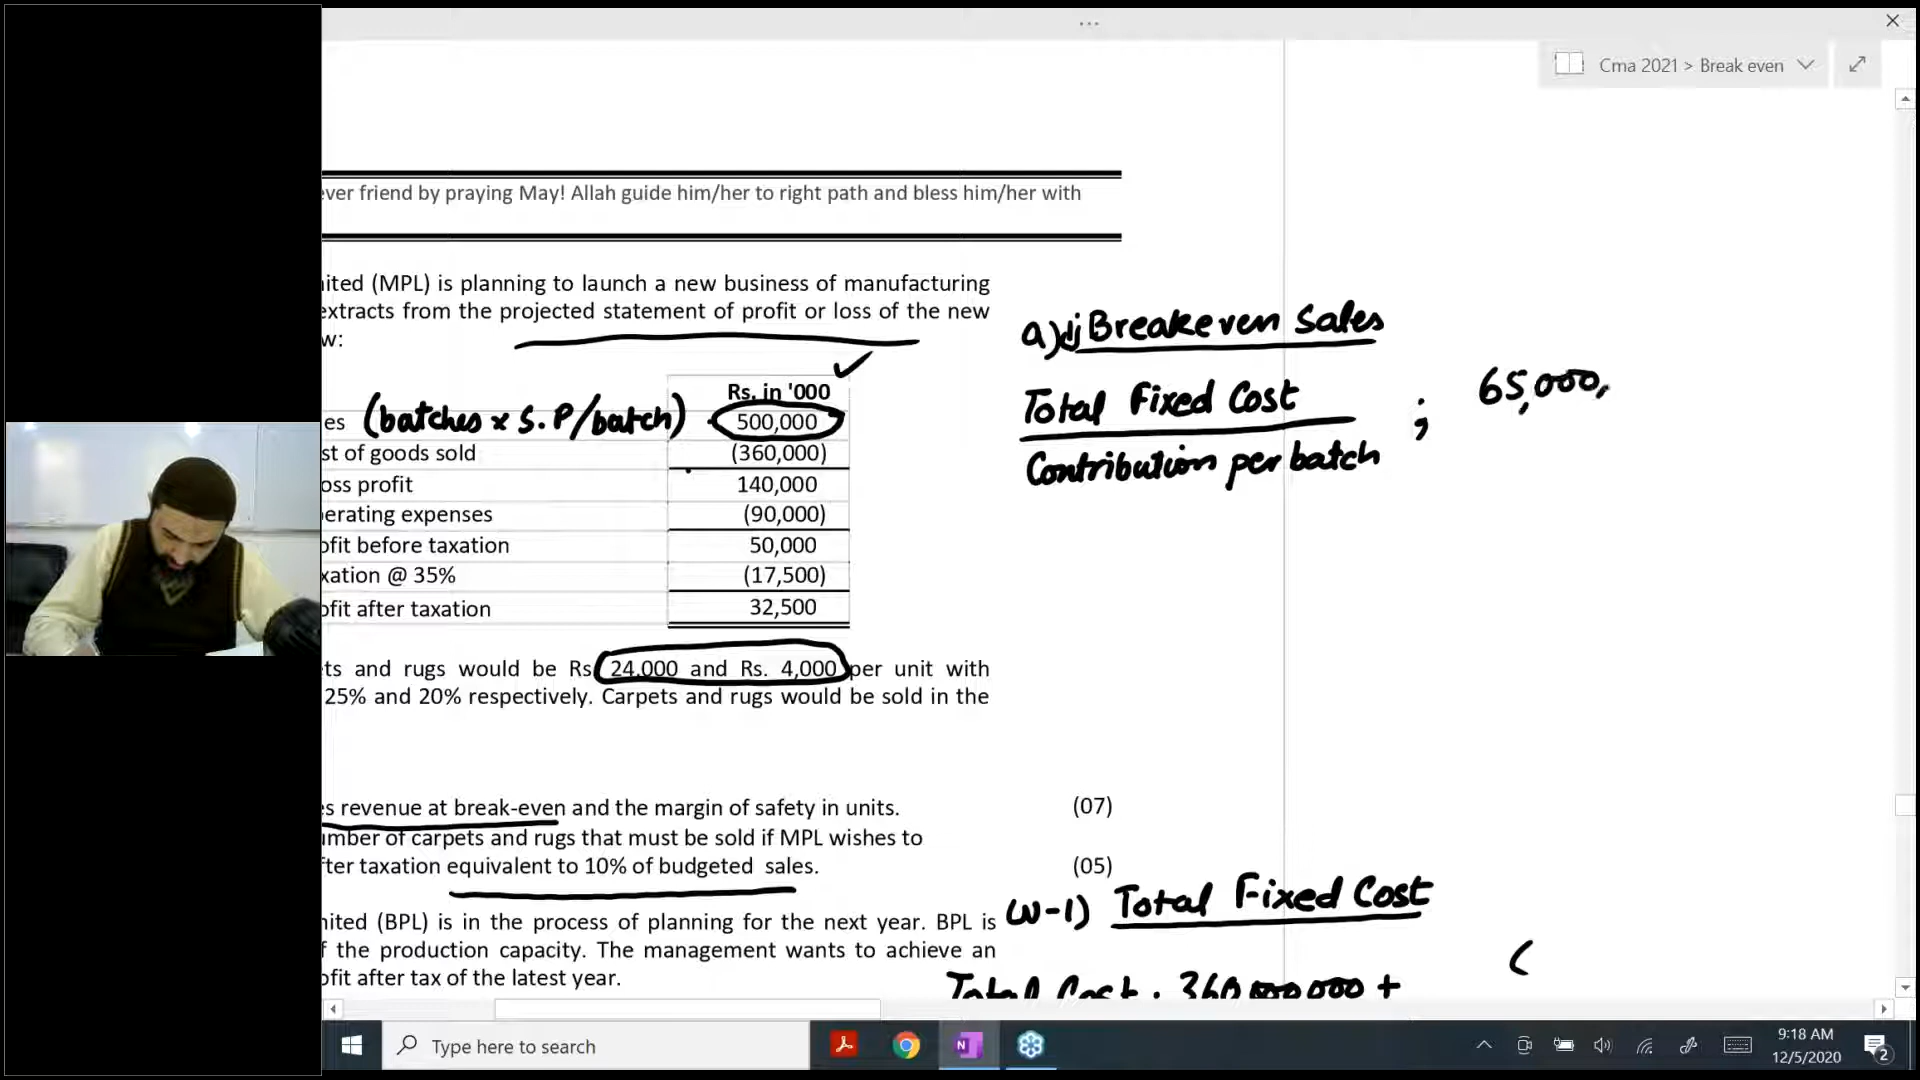 Cma 2021 > Break even
ever friend by praying May! Allah guide him/her to right path and bless him/her with
ited (MPL) is planning to launch a new business of manufacturing
extracts from the projected statement of profit or loss of the new
w:
Rs. in '000
es (batches x S.P/batch) 500,000
st of goods sold (360,000)
oss profit 140,000
erating expenses (90,000)
ofit before taxation 50,000
xation @ 35% (17,500)
ofit after taxation 32,500
ets and rugs would be Rs 24,000 and Rs. 4,000 per unit with
25% and 20% respectively. Carpets and rugs would be sold in the
es revenue at break-even and the margin of safety in units. (07)
umber of carpets and rugs that must be sold if MPL wishes to
fter taxation equivalent to 10% of budgeted sales. (05)
ited (BPL) is in the process of planning for the next year. BPL is
f the production capacity. The management wants to achieve an
ofit after tax of the latest year.
a)i) Breakeven Sales
Total Fixed Cost ; 65,000,
Contribution per batch
(W-1) Total Fixed Cost
(
Total Cost . 360,000,000 +
Type here to search
9:18 AM
12/5/2020
2